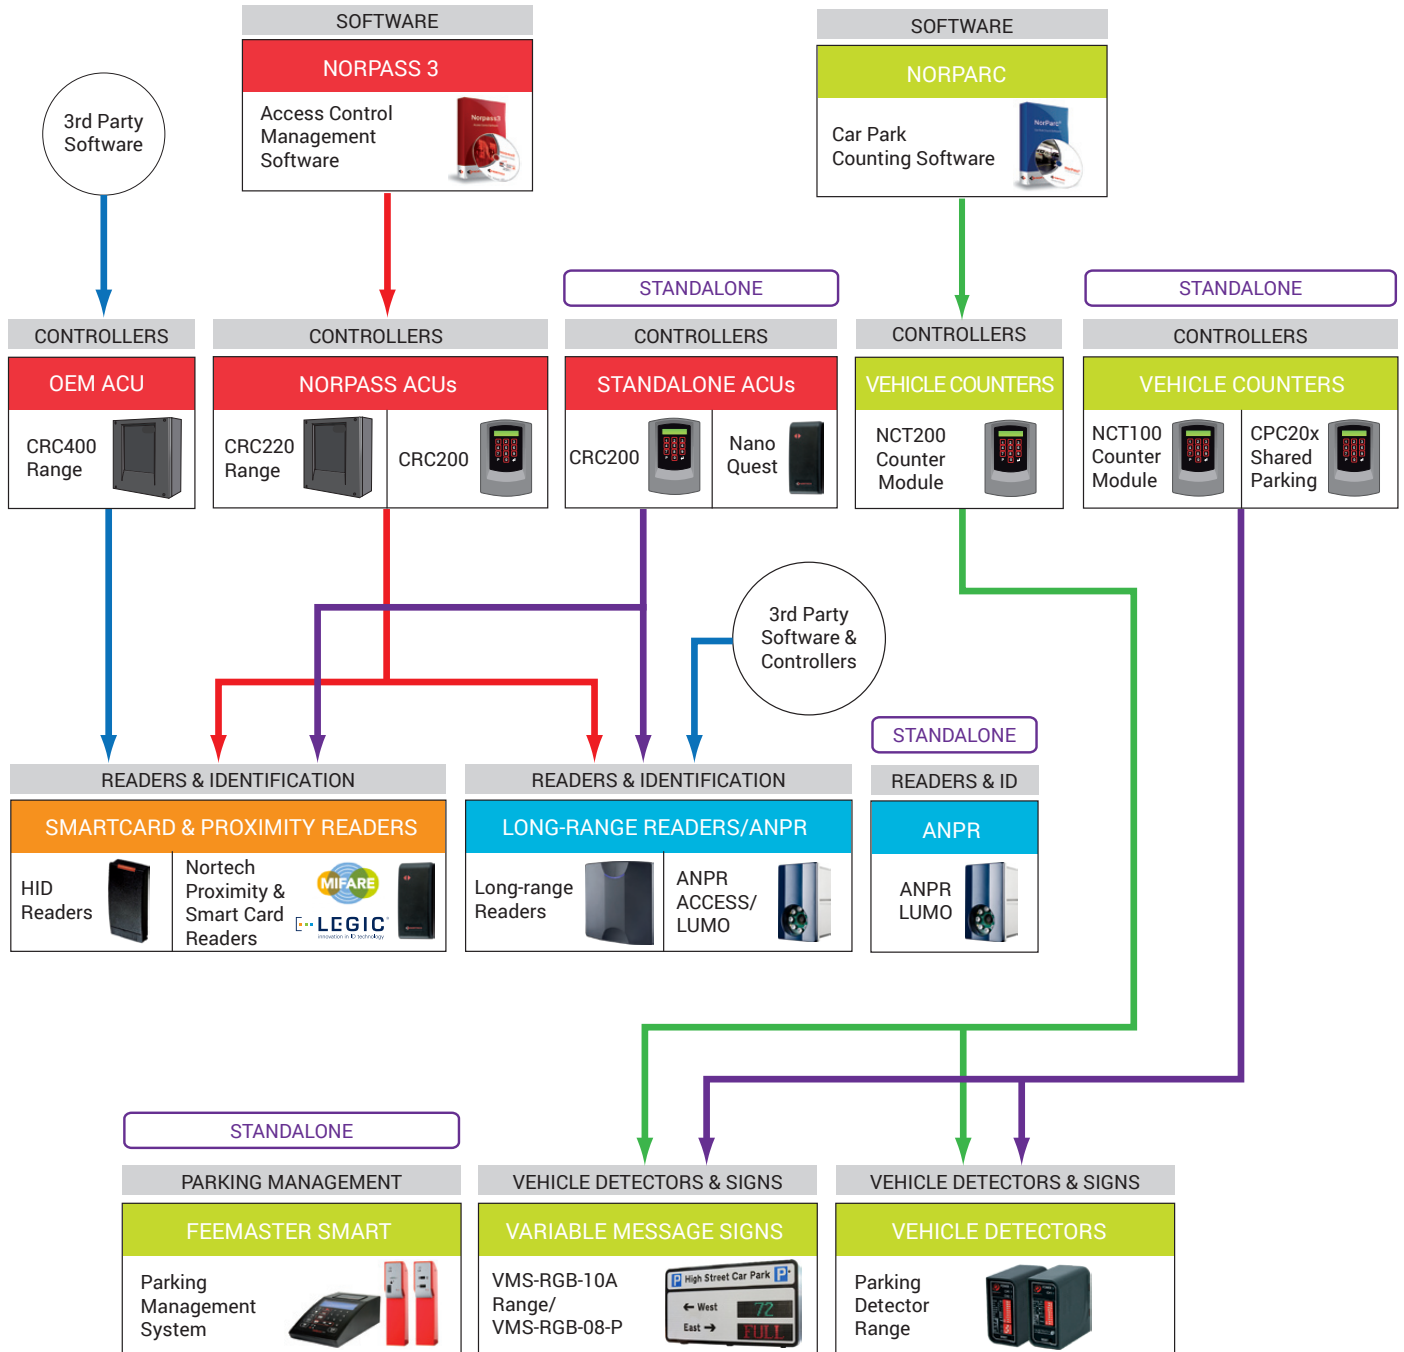 SOFTWARE
NORPASS 3
Access Control
Management
Software
Norpass3
SOFTWARE
NORPARC
Car Park
Counting Software
NorParc
3rd Party
Software
STANDALONE
STANDALONE
CONTROLLERS
OEM ACU
CRC400
Range
CONTROLLERS
NORPASS ACUs
CRC220
Range
CRC200
CONTROLLERS
STANDALONE ACUs
CRC200
Nano
Quest
CONTROLLERS
VEHICLE COUNTERS
NCT200
Counter
Module
CONTROLLERS
VEHICLE COUNTERS
NCT100
Counter
Module
CPC20x
Shared
Parking
3rd Party
Software &
Controllers
STANDALONE
READERS & IDENTIFICATION
SMARTCARD & PROXIMITY READERS
HID
Readers
Nortech
Proximity &
Smart Card
Readers
MIFARE
LEGIC
innovation in ID technology
READERS & IDENTIFICATION
LONG-RANGE READERS/ANPR
Long-range
Readers
ANPR
ACCESS/
LUMO
READERS & ID
ANPR
ANPR
LUMO
STANDALONE
PARKING MANAGEMENT
FEEMASTER SMART
Parking
Management
System
VEHICLE DETECTORS & SIGNS
VARIABLE MESSAGE SIGNS
VMS-RGB-10A
Range/
VMS-RGB-08-P
P High Street Car Park P
← West 72
East → FULL
VEHICLE DETECTORS & SIGNS
VEHICLE DETECTORS
Parking
Detector
Range